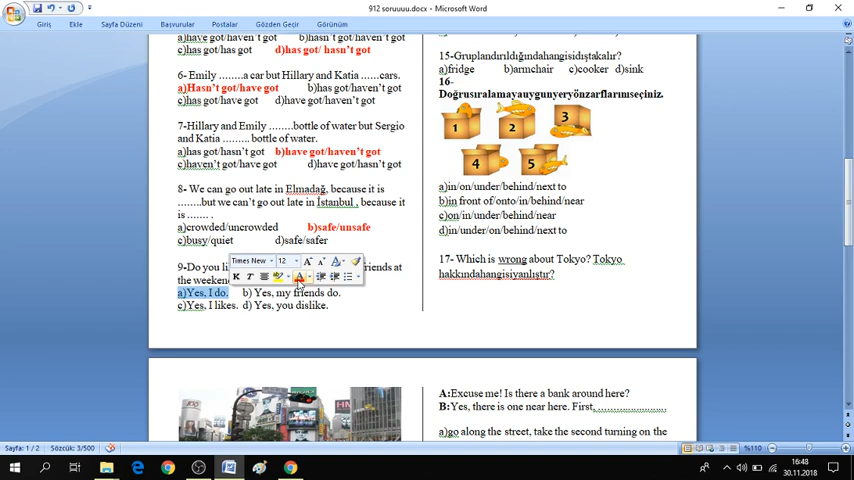 912 soruuuu.docx - Microsoft Word
Giriş Ekle Sayfa Düzeni Başvurular Postalar Gözden Geçir Görünüm
a)have got/haven't got b)hasn't got/haven't got
c)has got/has got d)has got/ hasn't got
6- Emily ........a car but Hillary and Katia ......cars.
a)Hasn't got/have got b)has got/haven't got
c)has got/have got d)have got/haven't got
7-Hillary and Emily ........bottle of water but Sergio
and Katia ......... bottle of water.
a)has got/hasn't got b)have got/haven't got
c)haven't got/have got d)have got/hasn't got
8- We can go out late in Elmadağ, because it is
........but we can't go out late in İstanbul , because it
is ....... .
a)crowded/uncrowded b)safe/unsafe
c)busy/quiet d)safe/safer
9-Do you li
iends at
the weekend
a)Yes, I do. b) Yes, my friends do.
c)Yes, I likes. d) Yes, you dislike.
Times New 12
K T A
15-Gruplandırıldığındahangisidıştakalır?
a)fridge b)armchair c)cooker d)sink
16-
Doğrusıralamayauygunyeryönzarflarınıseçiniz.
1 2 3
4 5
a)in/on/under/behind/next to
b)in front of/onto/in/behind/near
c)on/in/under/behind/near
d)in/under/on/behind/next to
17- Which is wrong about Tokyo? Tokyo
hakkındahangisiyanlıştır?
A:Excuse me! Is there a bank around here?
B:Yes, there is one near here. First, ........................
a)go along the street, take the second turning on the
Sayfa: 1 / 2 Sözcük: 3/500 %110
16:48
30.11.2018